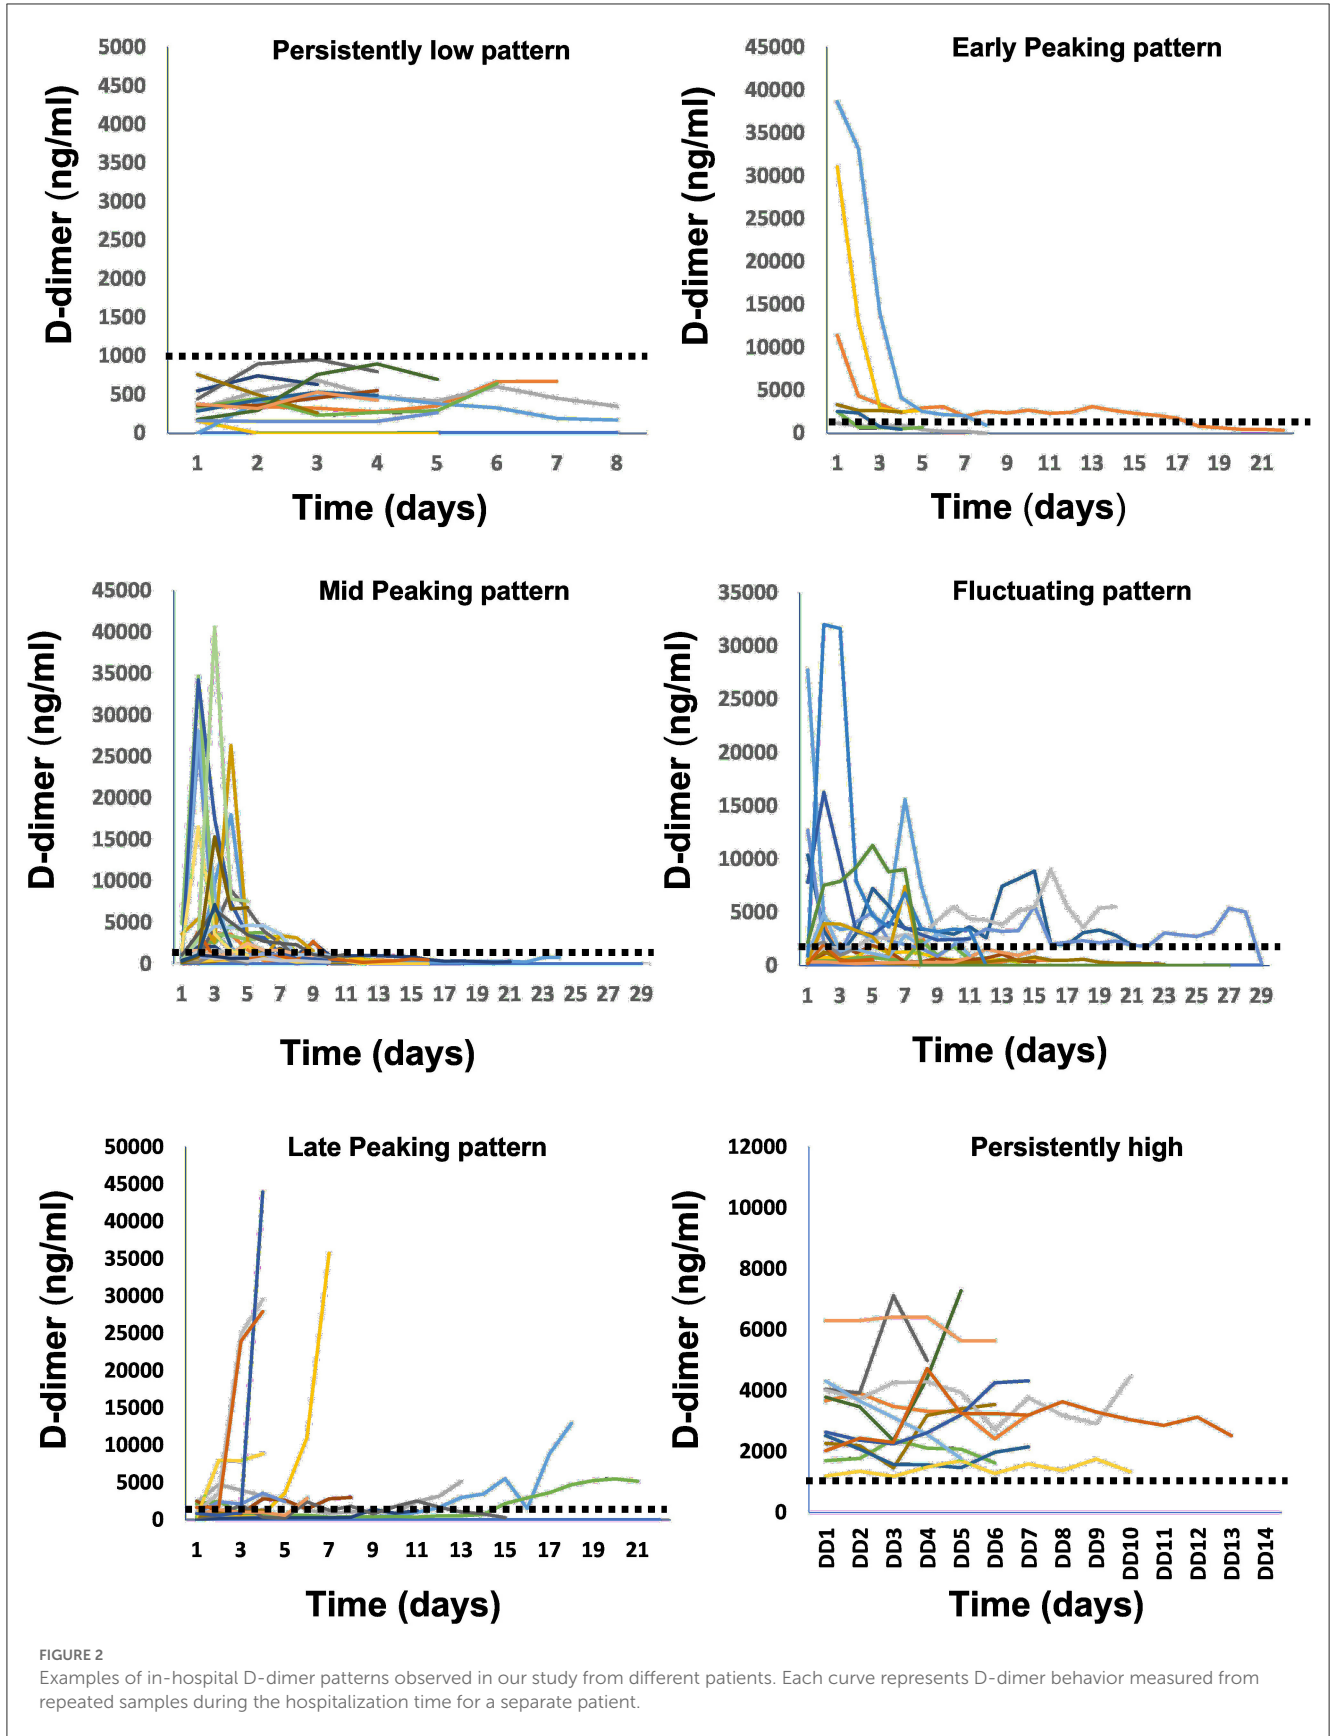 Persistently low pattern
D-dimer (ng/ml)
5000
4500
4000
3500
3000
2500
2000
1500
1000
500
0
1 2 3 4 5 6 7 8
Time (days)
Early Peaking pattern
D-dimer (ng/ml)
45000
40000
35000
30000
25000
20000
15000
10000
5000
0
1 3 5 7 9 11 13 15 17 19 21
Time (days)
Mid Peaking pattern
D-dimer (ng/ml)
45000
40000
35000
30000
25000
20000
15000
10000
5000
0
1 3 5 7 9 11 13 15 17 19 21 23 25 27 29
Time (days)
Fluctuating pattern
D-dimer (ng/ml)
35000
30000
25000
20000
15000
10000
5000
0
1 3 5 7 9 11 13 15 17 19 21 23 25 27 29
Time (days)
Late Peaking pattern
D-dimer (ng/ml)
50000
45000
40000
35000
30000
25000
20000
15000
10000
5000
0
1 3 5 7 9 11 13 15 17 19 21
Time (days)
Persistently high
D-dimer (ng/ml)
12000
10000
8000
6000
4000
2000
0
DD1 DD2 DD3 DD4 DD5 DD6 DD7 DD8 DD9 DD10 DD11 DD12 DD13 DD14
Time (days)
FIGURE 2
Examples of in-hospital D-dimer patterns observed in our study from different patients. Each curve represents D-dimer behavior measured from
repeated samples during the hospitalization time for a separate patient.